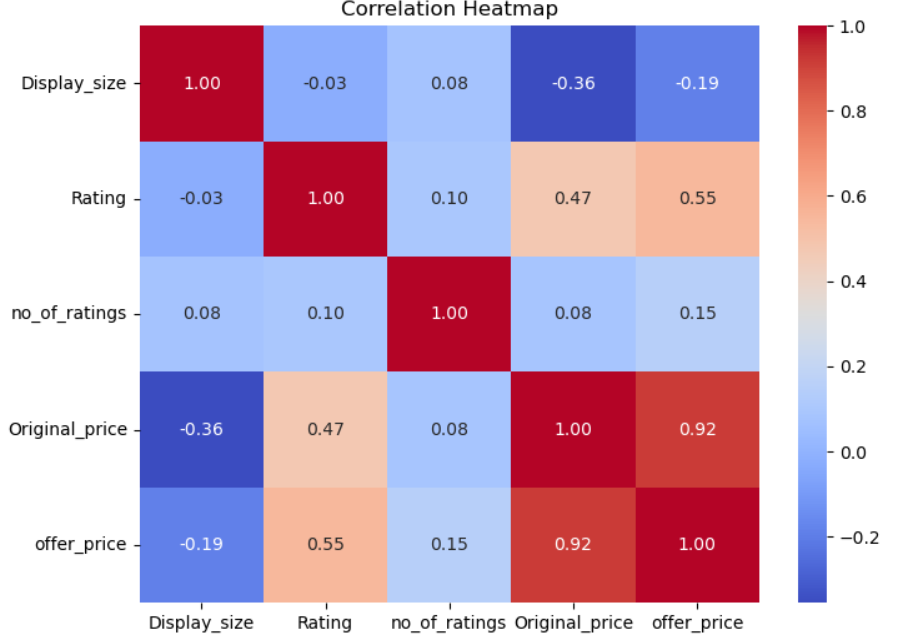 Correlation Heatmap
Display_size 1.00 -0.03 0.08 -0.36 -0.19
Rating -0.03 1.00 0.10 0.47 0.55
no_of_ratings 0.08 0.10 1.00 0.08 0.15
Original_price -0.36 0.47 0.08 1.00 0.92
offer_price -0.19 0.55 0.15 0.92 1.00
Display_size Rating no_of_ratings Original_price offer_price
1.0
0.8
0.6
0.4
0.2
0.0
−0.2